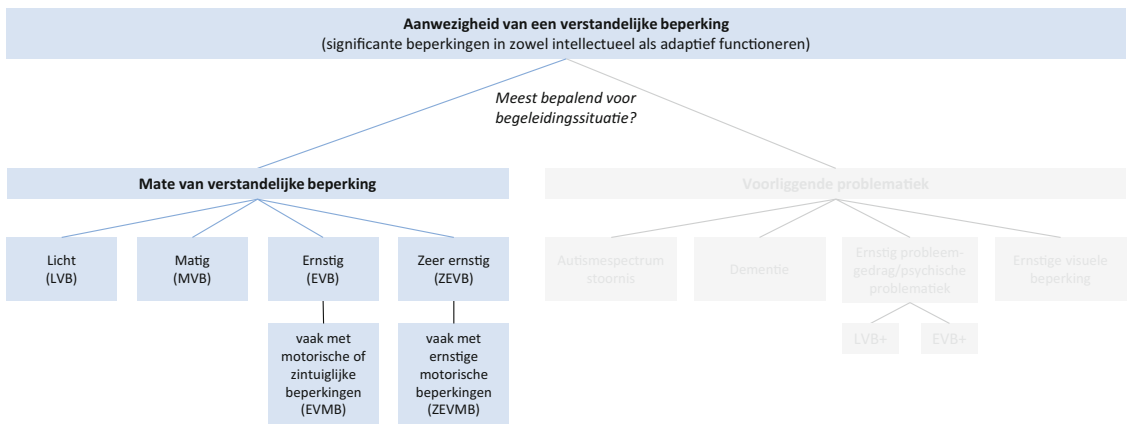 Aanwezigheid van een verstandelijke beperking
(significante beperkingen in zowel intellectueel als adaptief functioneren)
Meest bepalend voor
begeleidingssituatie?
Mate van verstandelijke beperking
Voorliggende problematiek
Licht
(LVB)
Matig
(MVB)
Ernstig
(EVB)
Zeer ernstig
(ZEVB)
Autismespectrum
stoornis
Dementie
Ernstig probleem-
gedrag/psychische
problematiek
Ernstige visuele
beperking
vaak met
motorische of
zintuiglijke
beperkingen
(EVMB)
vaak met
ernstige
motorische
beperkingen
(ZEVMB)
LVB+
EVB+